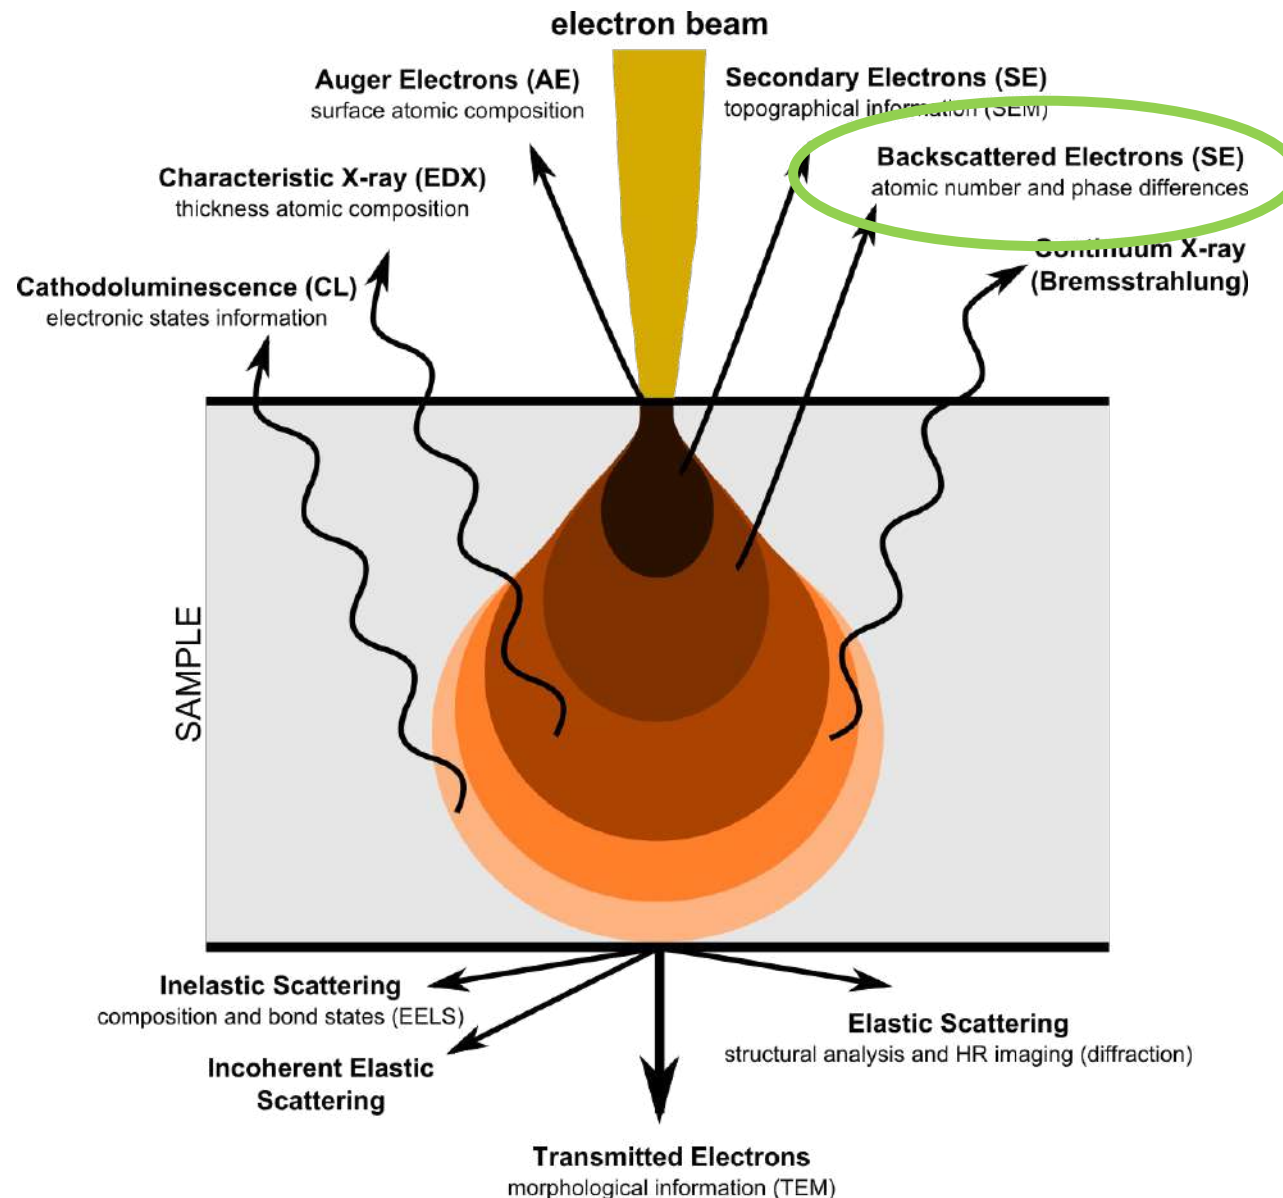 electron beam
Auger Electrons (AE)
surface atomic composition
Secondary Electrons (SE)
topographical information (SEM)
Backscattered Electrons (SE)
atomic number and phase differences
Characteristic X-ray (EDX)
thickness atomic composition
Continuum X-ray
(Bremsstrahlung)
Cathodoluminescence (CL)
electronic states information
SAMPLE
Inelastic Scattering
composition and bond states (EELS)
Incoherent Elastic
Scattering
Elastic Scattering
structural analysis and HR imaging (diffraction)
Transmitted Electrons
morphological information (TEM)